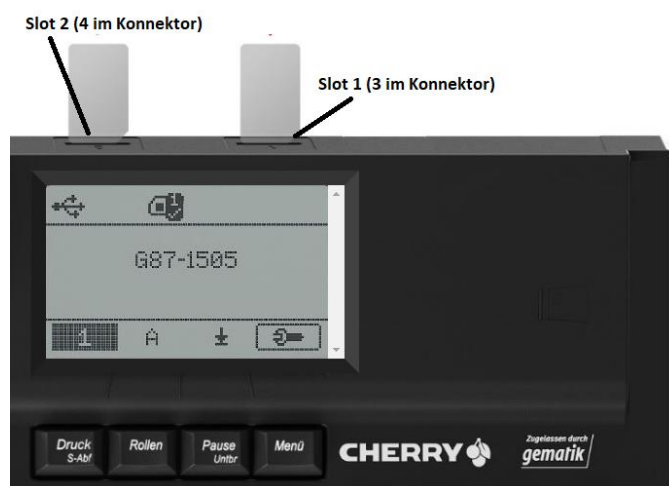 Slot 2 (4 im Konnektor)
Slot 1 (3 im Konnektor)
1
G87-1505
1 A
Druck
S-Abf
Rollen
Pause
Untbr
Menü
CHERRY
Zugelassen durch
gematik